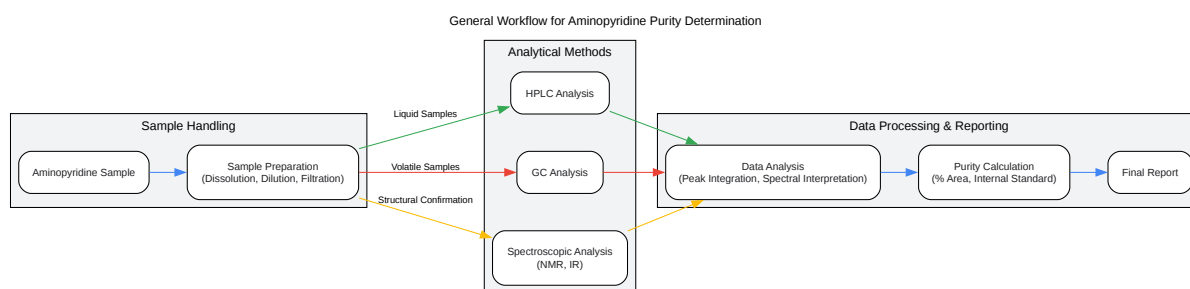 General Workflow for Aminopyridine Purity Determination
Sample Handling
Aminopyridine Sample
Sample Preparation
(Dissolution, Dilution, Filtration)
Liquid Samples
Volatile Samples
Structural Confirmation
Analytical Methods
HPLC Analysis
GC Analysis
Spectroscopic Analysis
(NMR, IR)
Data Processing & Reporting
Data Analysis
(Peak Integration, Spectral Interpretation)
Purity Calculation
(% Area, Internal Standard)
Final Report